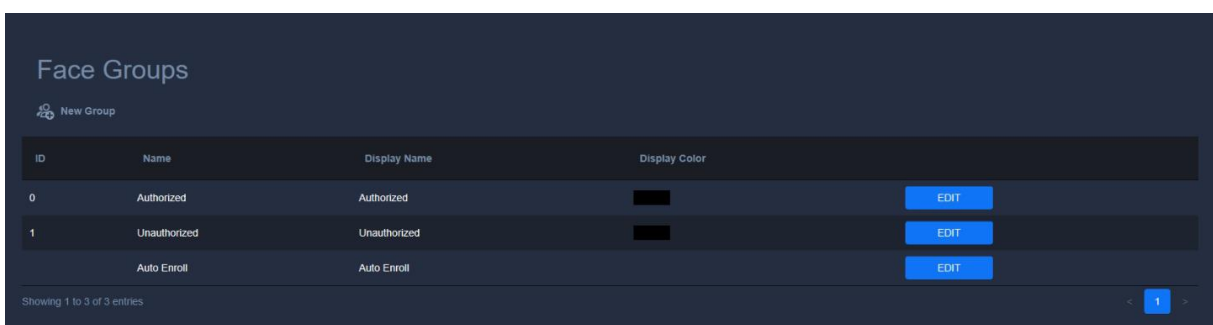 Face Groups
New Group
ID Name Display Name Display Color
0 Authorized Authorized EDIT
1 Unauthorized Unauthorized EDIT
Auto Enroll Auto Enroll EDIT
Showing 1 to 3 of 3 entries < 1 >